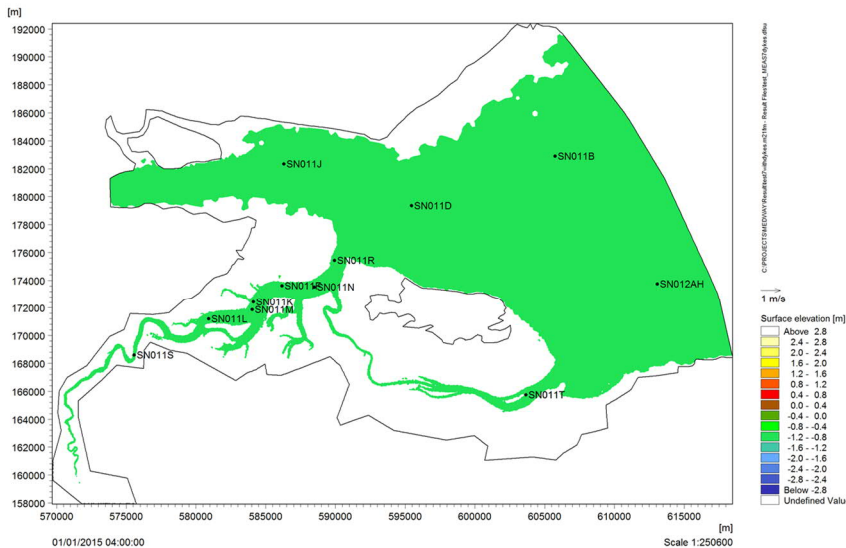 [m]
192000
190000
188000
186000
184000
182000
180000
178000
176000
174000
172000
170000
168000
166000
164000
162000
160000
158000
SN011J
SN011B
SN011D
SN011R
SN011N
SN012AH
SN011K
SN011M
SN011L
SN011S
SN011T
570000 575000 580000 585000 590000 595000 600000 605000 610000 615000
[m]
01/01/2015 04:00:00
Scale 1:250600
1 m/s
Surface elevation [m]
Above 2.8
2.4 - 2.8
2.0 - 2.4
1.6 - 2.0
1.2 - 1.6
0.8 - 1.2
0.4 - 0.8
0.0 - 0.4
-0.4 - 0.0
-0.8 - -0.4
-1.2 - -0.8
-1.6 - -1.2
-2.0 - -1.6
-2.4 - -2.0
-2.8 - -2.4
Below -2.8
Undefined Value